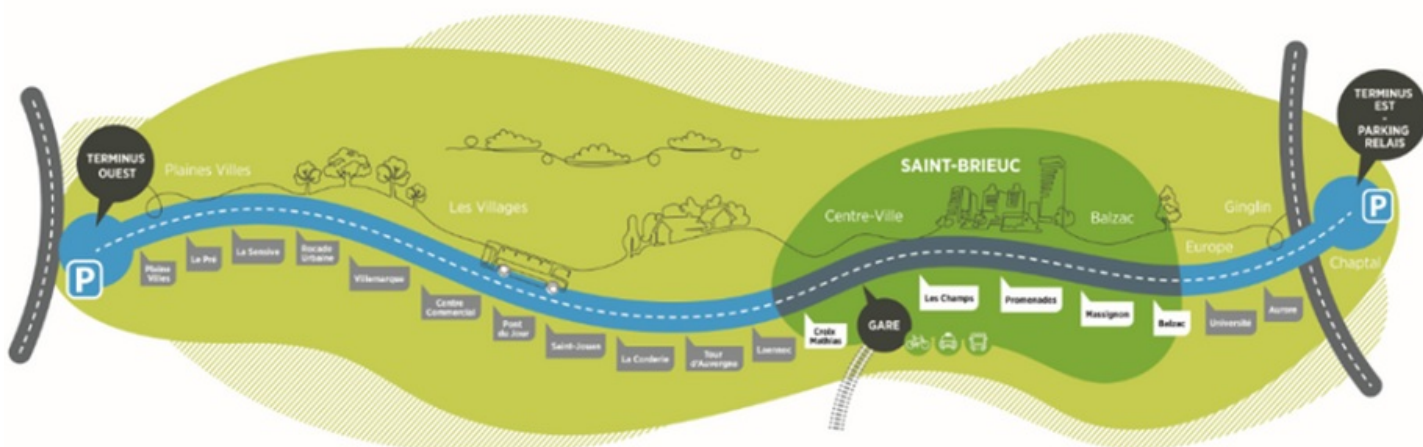 TERMINUS
OUEST
P
Plaines Villes
Les Villages
SAINT-BRIEUC
Centre-Ville
Balzac
Europe
Ginglin
Chaptal
TERMINUS
EST
-
PARKING
RELAIS
P
Plaine
Villes
Le Pré
La Sensive
Rocade
Urbaine
Villemarque
Centre
Commercial
Pont
du Jour
Saint-Jouan
La Corderie
Tour
d'Auvergne
Laennec
Croix
Mathias
GARE
Les Champs
Promenades
Massignon
Balzac
Université
Aurore